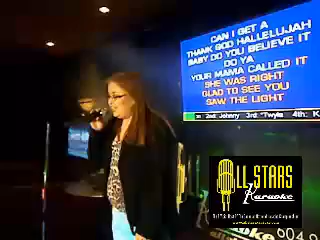 CAN I GET A
THANK GOD HALLELUJAH
BABY DO YOU BELIEVE IT
DO YA
YOUR MAMA CALLED IT
SHE WAS RIGHT
GLAD TO SEE YOU
SAW THE LIGHT
2nd: Johnny 3rd: "Twyla 4th: K
ALL STARS
Karaoke